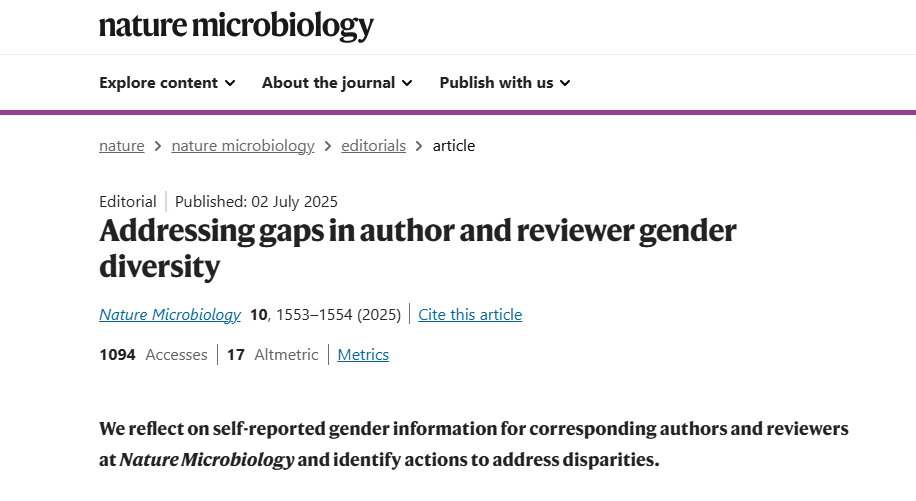 nature microbiology
Explore content About the journal Publish with us
nature > nature microbiology > editorials > article
Editorial | Published: 02 July 2025
Addressing gaps in author and reviewer gender
diversity
Nature Microbiology 10, 1553–1554 (2025) | Cite this article
1094 Accesses | 17 Altmetric | Metrics
We reflect on self-reported gender information for corresponding authors and reviewers
at Nature Microbiology and identify actions to address disparities.